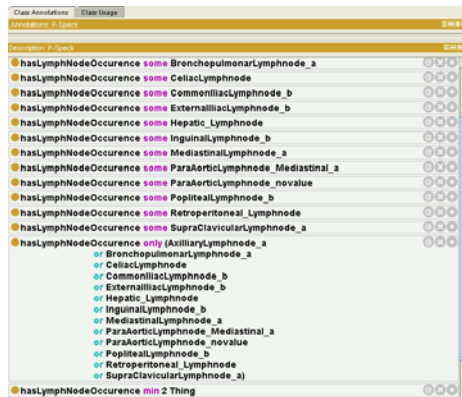 Class Annotations Class Usage
Annotations: P-Speck
Description: P-Speck
hasLymphNodeOccurence some BronchopulmonarLymphnode_a
hasLymphNodeOccurence some CeliacLymphnode
hasLymphNodeOccurence some CommonIliacLymphnode_b
hasLymphNodeOccurence some ExternalIliacLymphnode_b
hasLymphNodeOccurence some Hepatic_Lymphnode
hasLymphNodeOccurence some InguinalLymphnode_b
hasLymphNodeOccurence some MediastinalLymphnode_a
hasLymphNodeOccurence some ParaAorticLymphnode_Mediastinal_a
hasLymphNodeOccurence some ParaAorticLymphnode_novalue
hasLymphNodeOccurence some PoplitealLymphnode_b
hasLymphNodeOccurence some Retroperitoneal_Lymphnode
hasLymphNodeOccurence some SupraClavicularLymphnode_a
hasLymphNodeOccurence only (AxilliaryLymphnode_a
or BronchopulmonarLymphnode_a
or CeliacLymphnode
or CommonIliacLymphnode_b
or ExternalIliacLymphnode_b
or Hepatic_Lymphnode
or InguinalLymphnode_b
or MediastinalLymphnode_a
or ParaAorticLymphnode_Mediastinal_a
or ParaAorticLymphnode_novalue
or PoplitealLymphnode_b
or Retroperitoneal_Lymphnode
or SupraClavicularLymphnode_a)
hasLymphNodeOccurence min 2 Thing